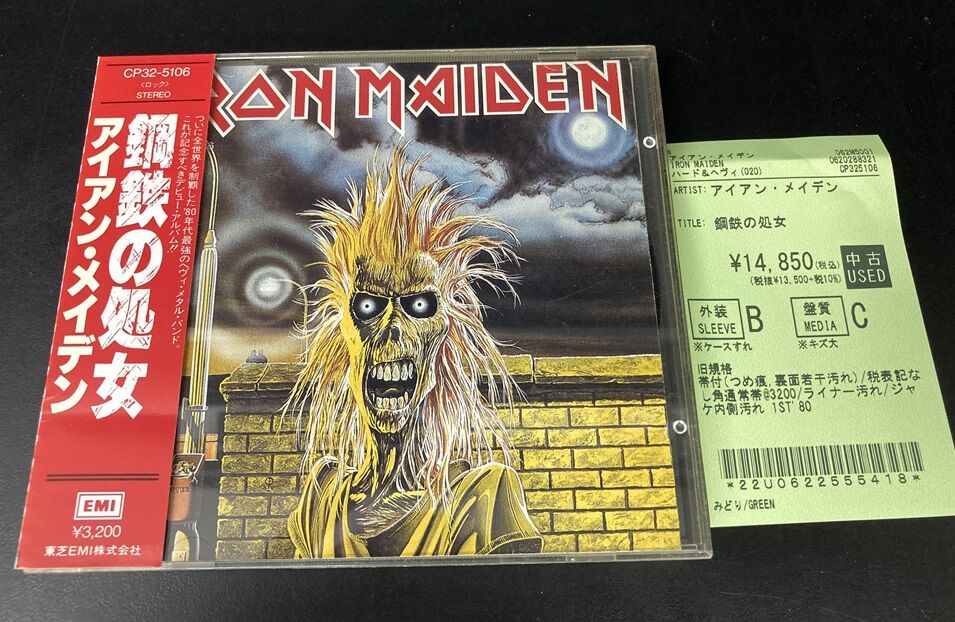 CP32-5106
〈ロック〉
STEREO
鋼鉄の処女
アイアン・メイデン
ついに全世界を制覇した'80年代最強のヘヴィ・メタル・バンド。
これが記念すべきデビュー・アルバム!!
EMI
¥3,200
東芝EMI株式会社
RON MAIDEN
アイアン・メイデン
IRON MAIDEN
ハード&ヘヴィ(020)
062M5001
0620288321
CP325106
ARTIST: アイアン・メイデン
TITLE: 鋼鉄の処女
¥14,850(税込)
(税抜¥13,500+税10%)
中古
USED
外装
SLEEVE B
※ケースすれ
盤質
MEDIA C
※キズ大
旧規格
帯付(つめ痕,裏面若干汚れ)/税表記な
し角通常帯@3200/ライナー汚れ/ジャ
ケ内側汚れ 1ST'80
*22U0622555418*
みどり/GREEN